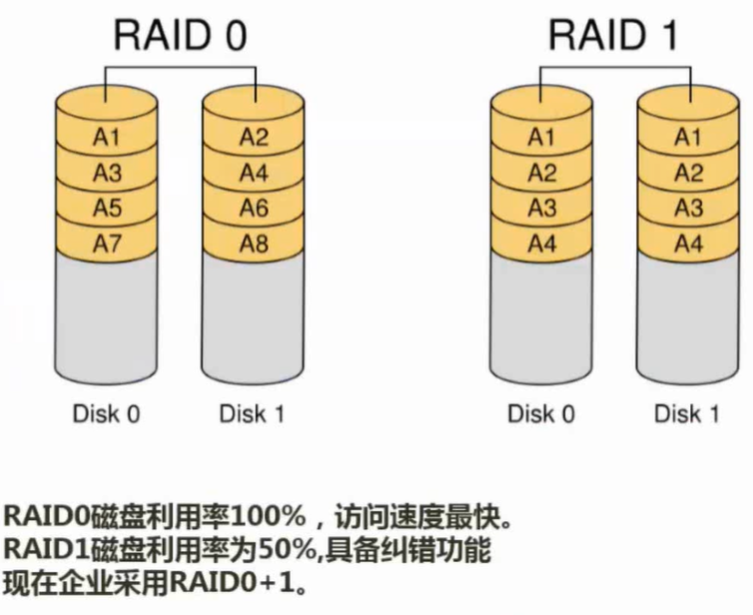 RAID 0
RAID 1
A1 A2 A1 A1
A3 A4 A2 A2
A5 A6 A3 A3
A7 A8 A4 A4
Disk 0 Disk 1 Disk 0 Disk 1
RAID0磁盘利用率100%，访问速度最快。
RAID1磁盘利用率为50%,具备纠错功能
现在企业采用RAID0+1。